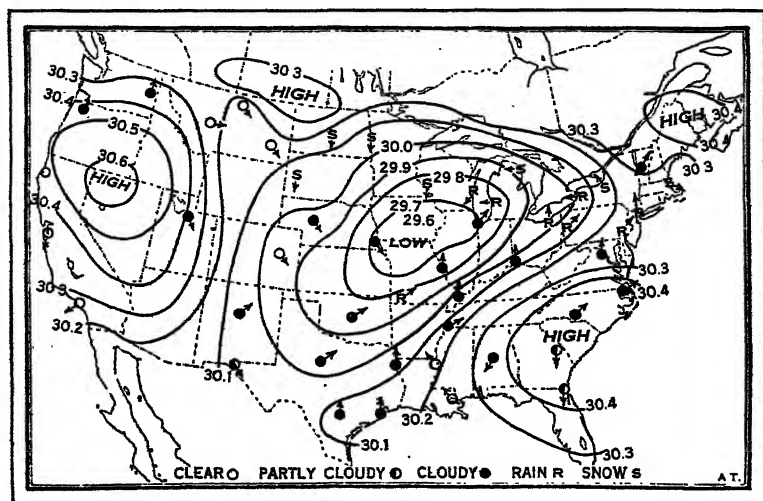 30.3
HIGH
30.3
30.4
30.5
30.6
HIGH
30.4
30.3
30.2
30.1
S
S
S
S
30.0
29.9
29.8
29.7
29.6
LOW
R
R
R
S
S
R
R
R
R
R
R
30.3
HIGH
30.4
30.4
30.3
S
R
30.3
30.4
HIGH
30.4
30.3
30.2
30.1
CLEAR PARTLY CLOUDY CLOUDY RAIN R SNOW S
A T.